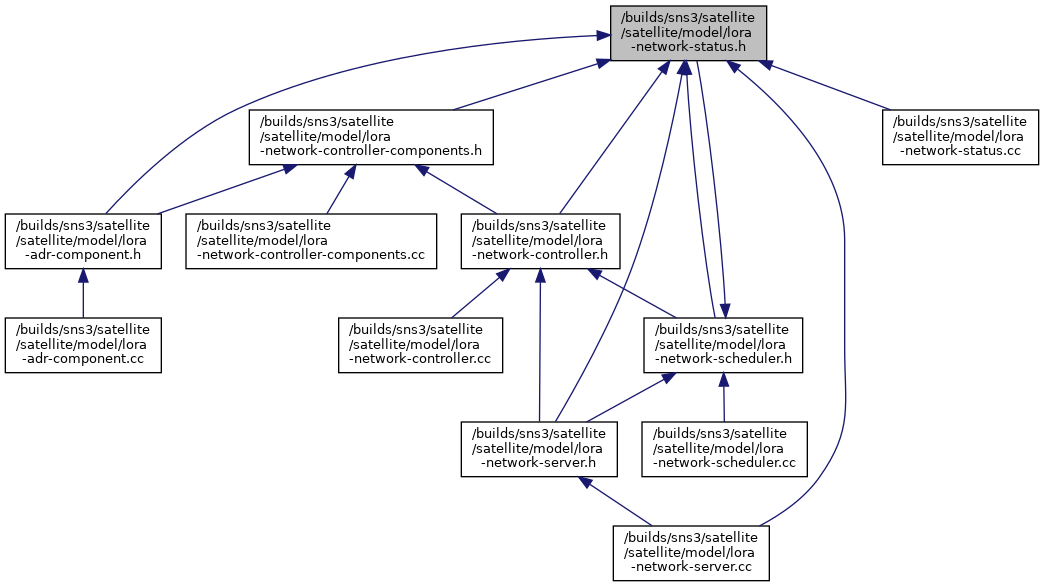 /builds/sns3/satellite
/satellite/model/lora
-network-status.h
/builds/sns3/satellite
/satellite/model/lora
-network-controller-components.h
/builds/sns3/satellite
/satellite/model/lora
-network-status.cc
/builds/sns3/satellite
/satellite/model/lora
-adr-component.h
/builds/sns3/satellite
/satellite/model/lora
-network-controller-components.cc
/builds/sns3/satellite
/satellite/model/lora
-network-controller.h
/builds/sns3/satellite
/satellite/model/lora
-adr-component.cc
/builds/sns3/satellite
/satellite/model/lora
-network-controller.cc
/builds/sns3/satellite
/satellite/model/lora
-network-scheduler.h
/builds/sns3/satellite
/satellite/model/lora
-network-server.h
/builds/sns3/satellite
/satellite/model/lora
-network-scheduler.cc
/builds/sns3/satellite
/satellite/model/lora
-network-server.cc